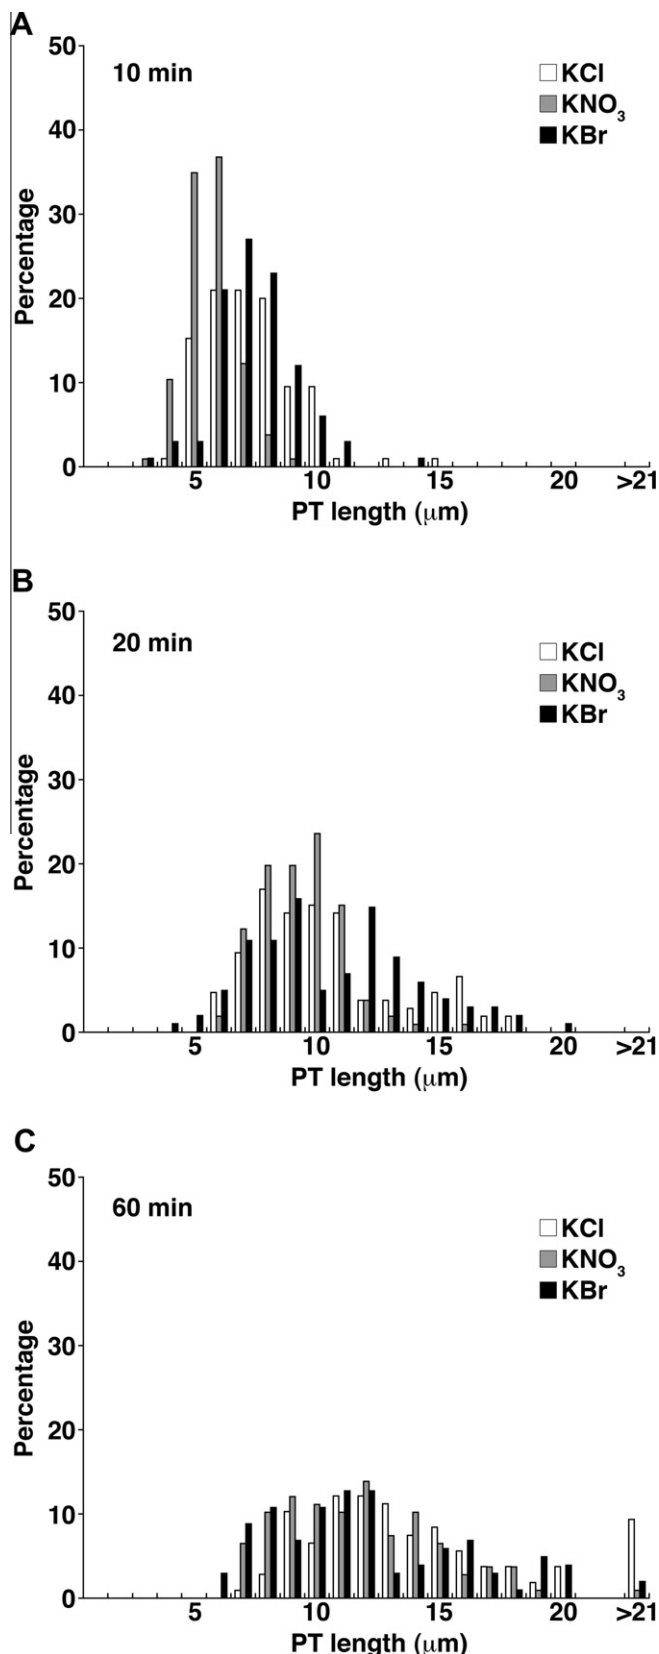 A
50
10 min
KCl
KNO₃
KBr
40
30
20
10
0
Percentage
5 10 15 20 >21
PT length (μm)
B
50
20 min
KCl
KNO₃
KBr
40
30
20
10
0
Percentage
5 10 15 20 >21
PT length (μm)
C
50
60 min
KCl
KNO₃
KBr
40
30
20
10
0
Percentage
5 10 15 20 >21
PT length (μm)